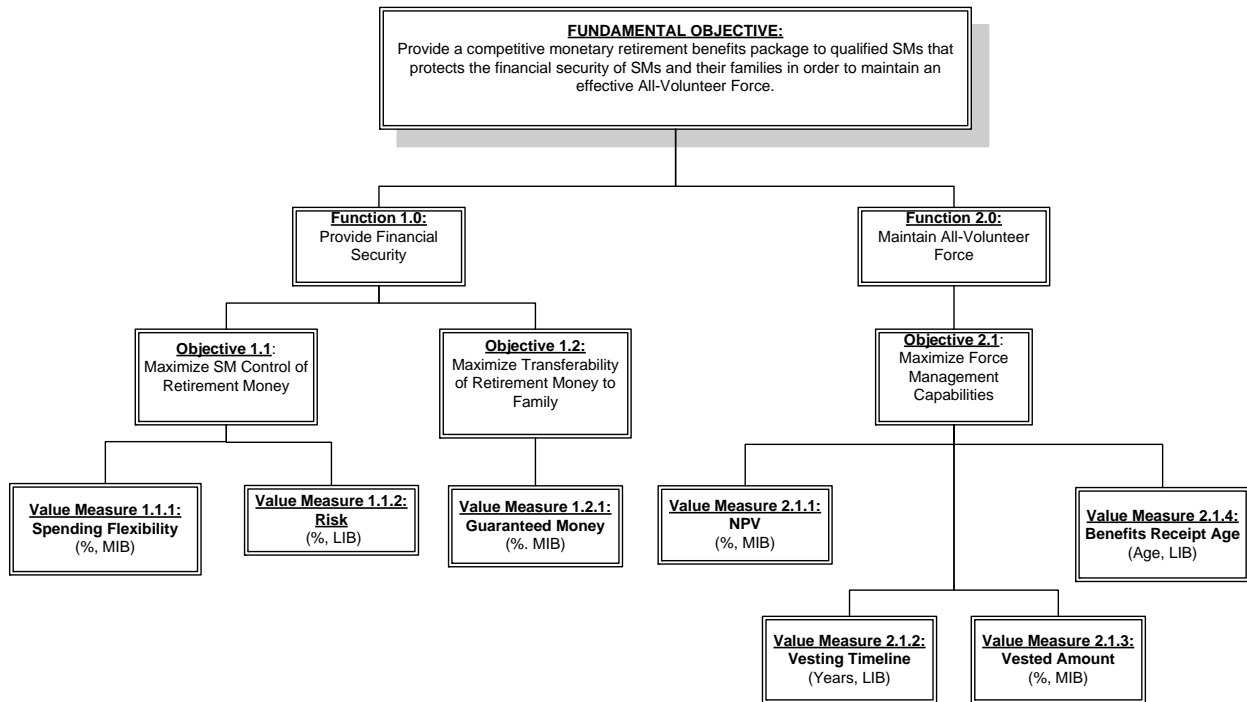 FUNDAMENTAL OBJECTIVE:
Provide a competitive monetary retirement benefits package to qualified SMs that
protects the financial security of SMs and their families in order to maintain an
effective All-Volunteer Force.
Function 1.0:
Provide Financial
Security
Function 2.0:
Maintain All-Volunteer
Force
Objective 1.1:
Maximize SM Control of
Retirement Money
Objective 1.2:
Maximize Transferability
of Retirement Money to
Family
Objective 2.1:
Maximize Force
Management
Capabilities
Value Measure 1.1.1:
Spending Flexibility
(%, MIB)
Value Measure 1.1.2:
Risk
(%, LIB)
Value Measure 1.2.1:
Guaranteed Money
(%. MIB)
Value Measure 2.1.1:
NPV
(%, MIB)
Value Measure 2.1.4:
Benefits Receipt Age
(Age, LIB)
Value Measure 2.1.2:
Vesting Timeline
(Years, LIB)
Value Measure 2.1.3:
Vested Amount
(%, MIB)